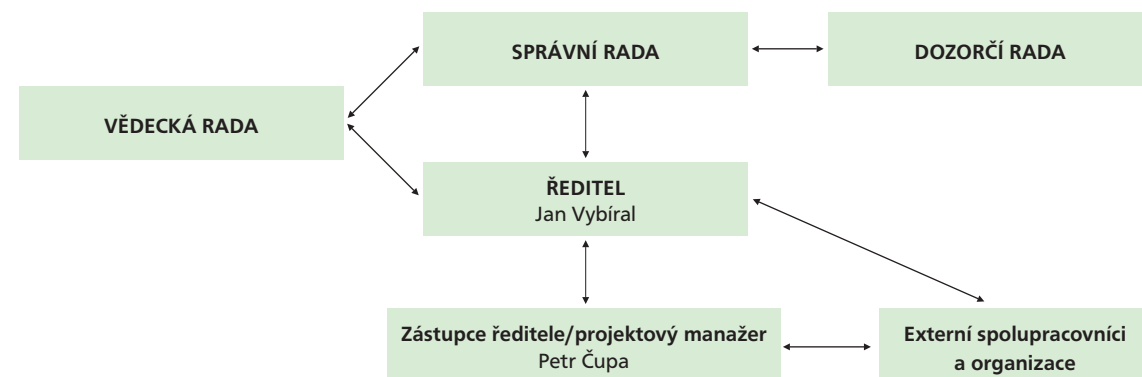 SPRÁVNÍ RADA
DOZORČÍ RADA
VĚDECKÁ RADA
ŘEDITEL
Jan Vybíral
Zástupce ředitele/projektový manažer
Petr Čupa
Externí spolupracovníci
a organizace